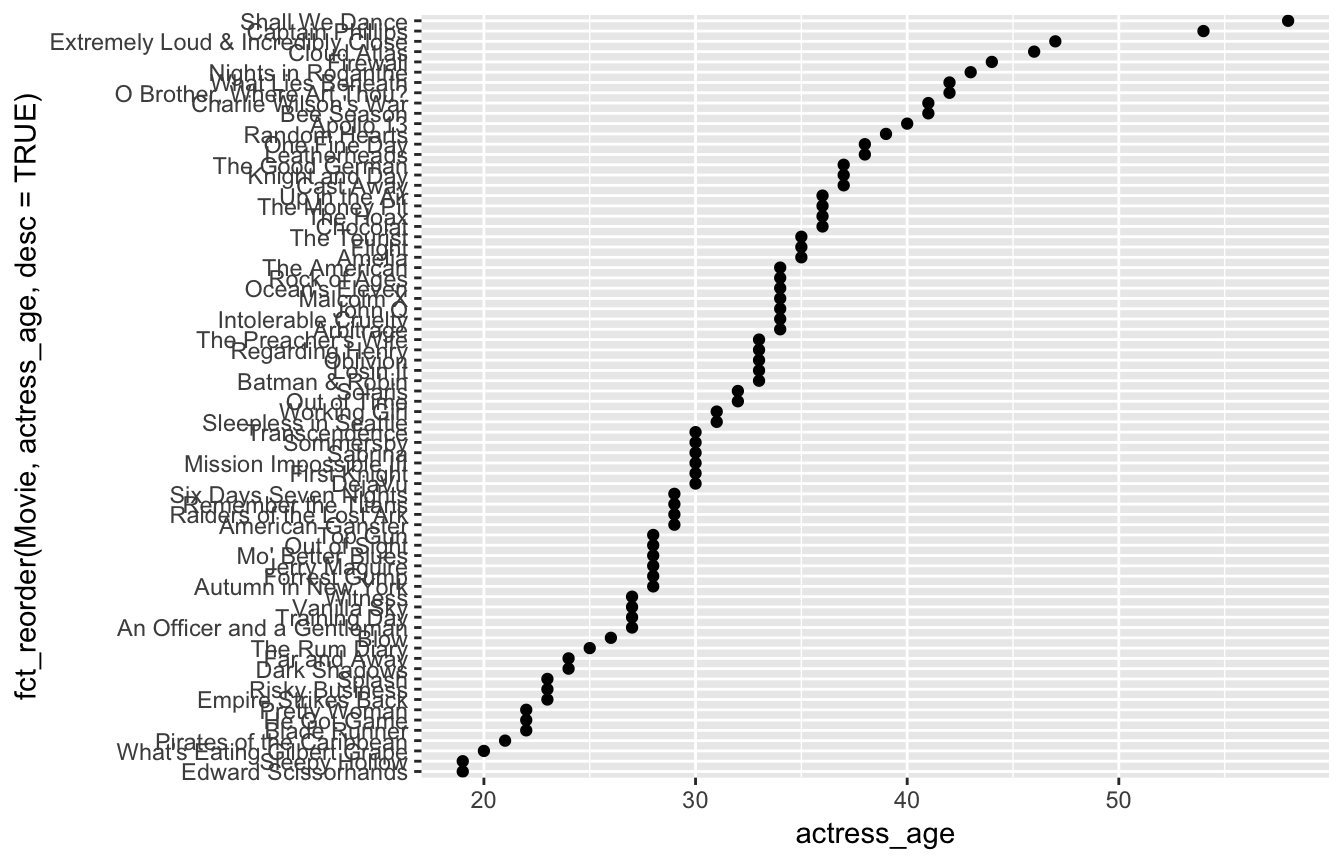 fct_reorder(Movie, actress_age, desc = TRUE)
Shall We Dance
Captain Phillips
Extremely Loud & Incredibly Close
Cloud Atlas
Firewall
Nights in Rodanthe
What Lies Beneath
O Brother, Where Art Thou?
Charlie Wilson's War
Bee Season
Apollo 13
Random Hearts
One Fine Day
Leatherheads
The Good German
Knight and Day
Cast Away
Up in the Air
The Money Pit
The Hoax
Chocolat
The Tourist
Flight
Amelia
The American
Rock of Ages
Ocean's Eleven
Malcolm X
John Q
Intolerable Cruelty
Arbitrage
The Preacher's Wife
Regarding Henry
Oblivion
Losin' It
Batman & Robin
Solaris
Out of Time
Working Girl
Sleepless in Seattle
Transcendence
Sommersby
Sabrina
Mission Impossible III
First Knight
DejaVu
Six Days Seven Nights
Remember the Titans
Raiders of the Lost Ark
American Ganster
Top Gun
Out of Sight
Mo' Better Blues
Jerry Maguire
Forrest Gump
Autumn in New York
Witness
Vanilla Sky
Training Day
An Officer and a Gentleman
Blow
The Rum Diary
Far and Away
Dark Shadows
Splash
Risky Business
Empire Strikes Back
Pretty Woman
He Got Game
Blade Runner
Pirates of the Caribbean
What's Eating Gilbert Grape
Sleepy Hollow
Edward Scissorhands
20 30 40 50
actress_age